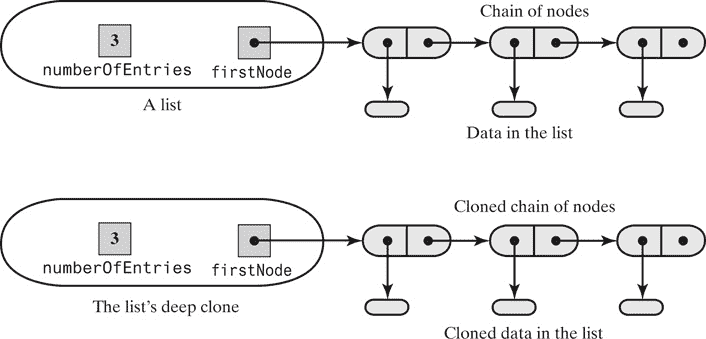 Chain of nodes
3
numberOfEntries firstNode
A list
Data in the list
Cloned chain of nodes
3
numberOfEntries firstNode
The list's deep clone
Cloned data in the list